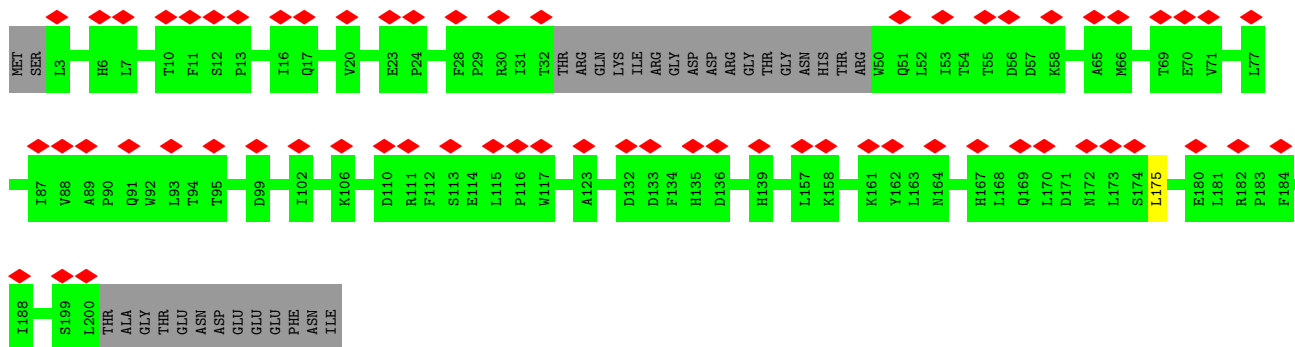 MET SER L3 H6 L7 T10 F11 S12 P13 I16 Q17 V20 E23 P24 F28 P29 R30 I31 T32 THR ARG GLN LYS ILE ARG GLY ASP ASP ARG GLY THR GLY ASN HIS THR ARG W50 Q51 L52 I53 T54 T55 D56 D57 K58 A65 M66 T69 E70 V71 L77
I87 V88 A89 P90 Q91 W92 L93 T94 T95 D99 I102 K106 D110 R111 F112 S113 E114 L115 P116 W117 A123 D132 D133 F134 H135 D136 H139 L157 K158 K161 Y162 L163 N164 H167 L168 Q169 L170 D171 N172 L173 S174 L175 E180 L181 R182 P183 F184
I188 S199 L200 THR ALA GLY THR GLU ASN ASP GLU GLU GLU PHE ASN ILE